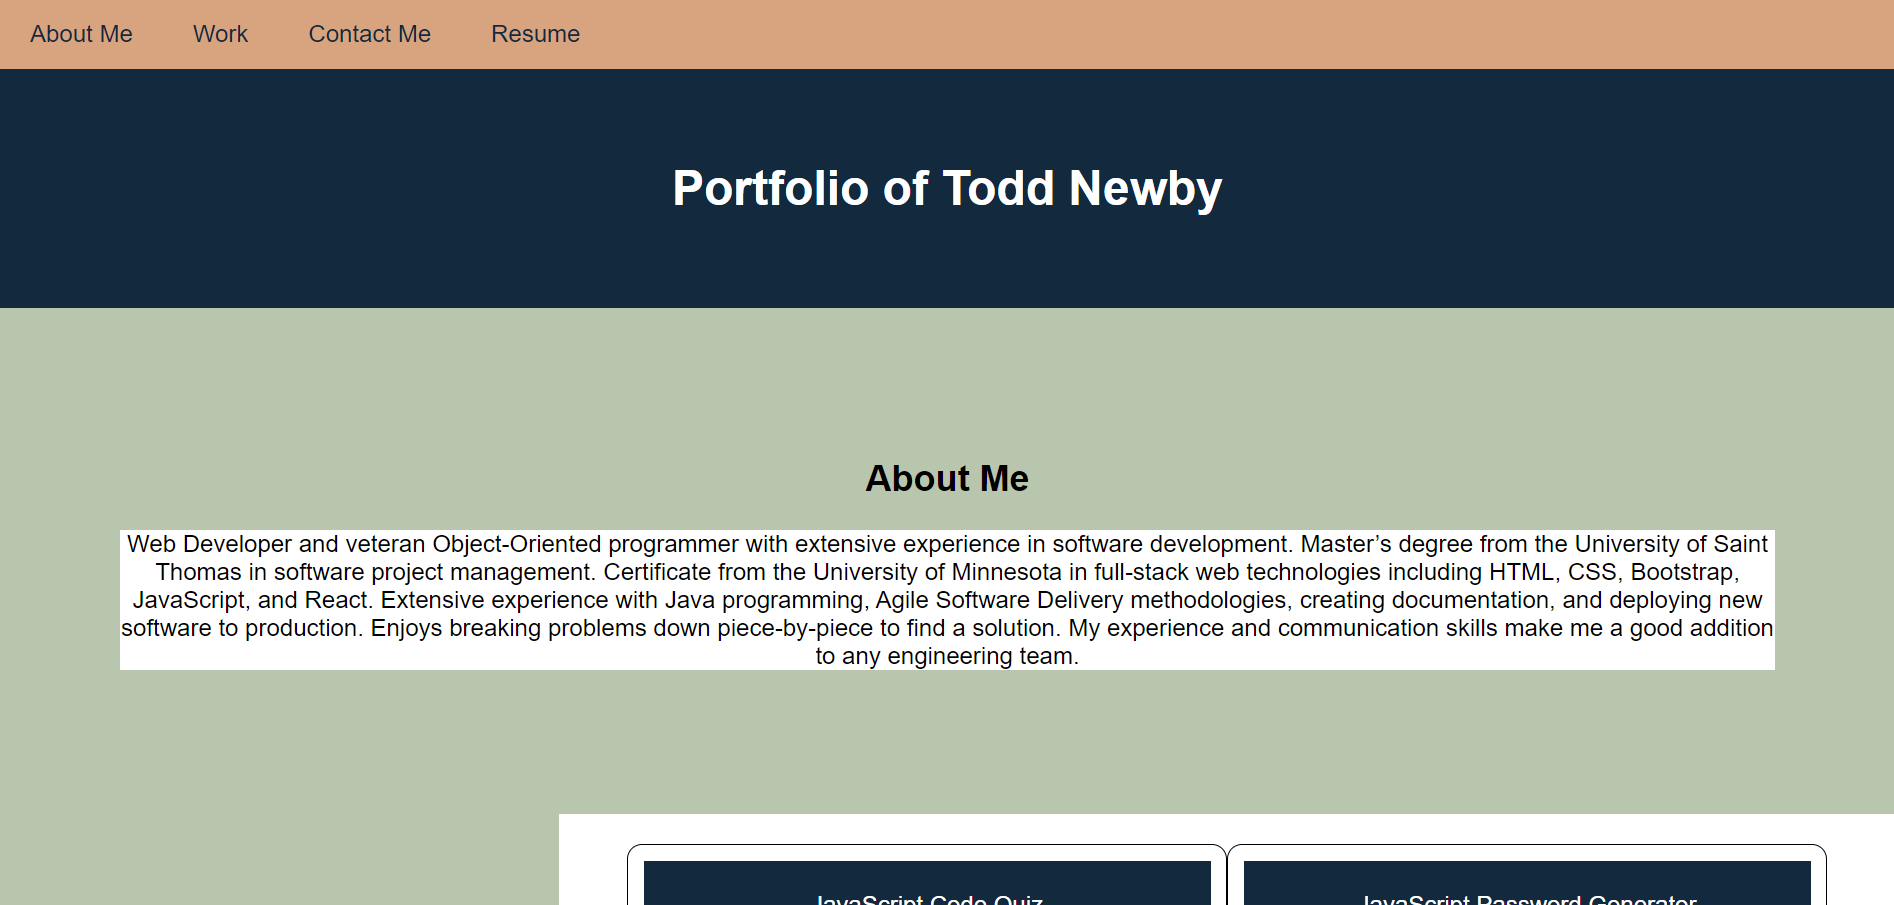 About Me Work Contact Me Resume
Portfolio of Todd Newby
About Me
Web Developer and veteran Object-Oriented programmer with extensive experience in software development. Master’s degree from the University of Saint
Thomas in software project management. Certificate from the University of Minnesota in full-stack web technologies including HTML, CSS, Bootstrap,
JavaScript, and React. Extensive experience with Java programming, Agile Software Delivery methodologies, creating documentation, and deploying new
software to production. Enjoys breaking problems down piece-by-piece to find a solution. My experience and communication skills make me a good addition
to any engineering team.
JavaScript Code Quiz JavaScript Password Generator